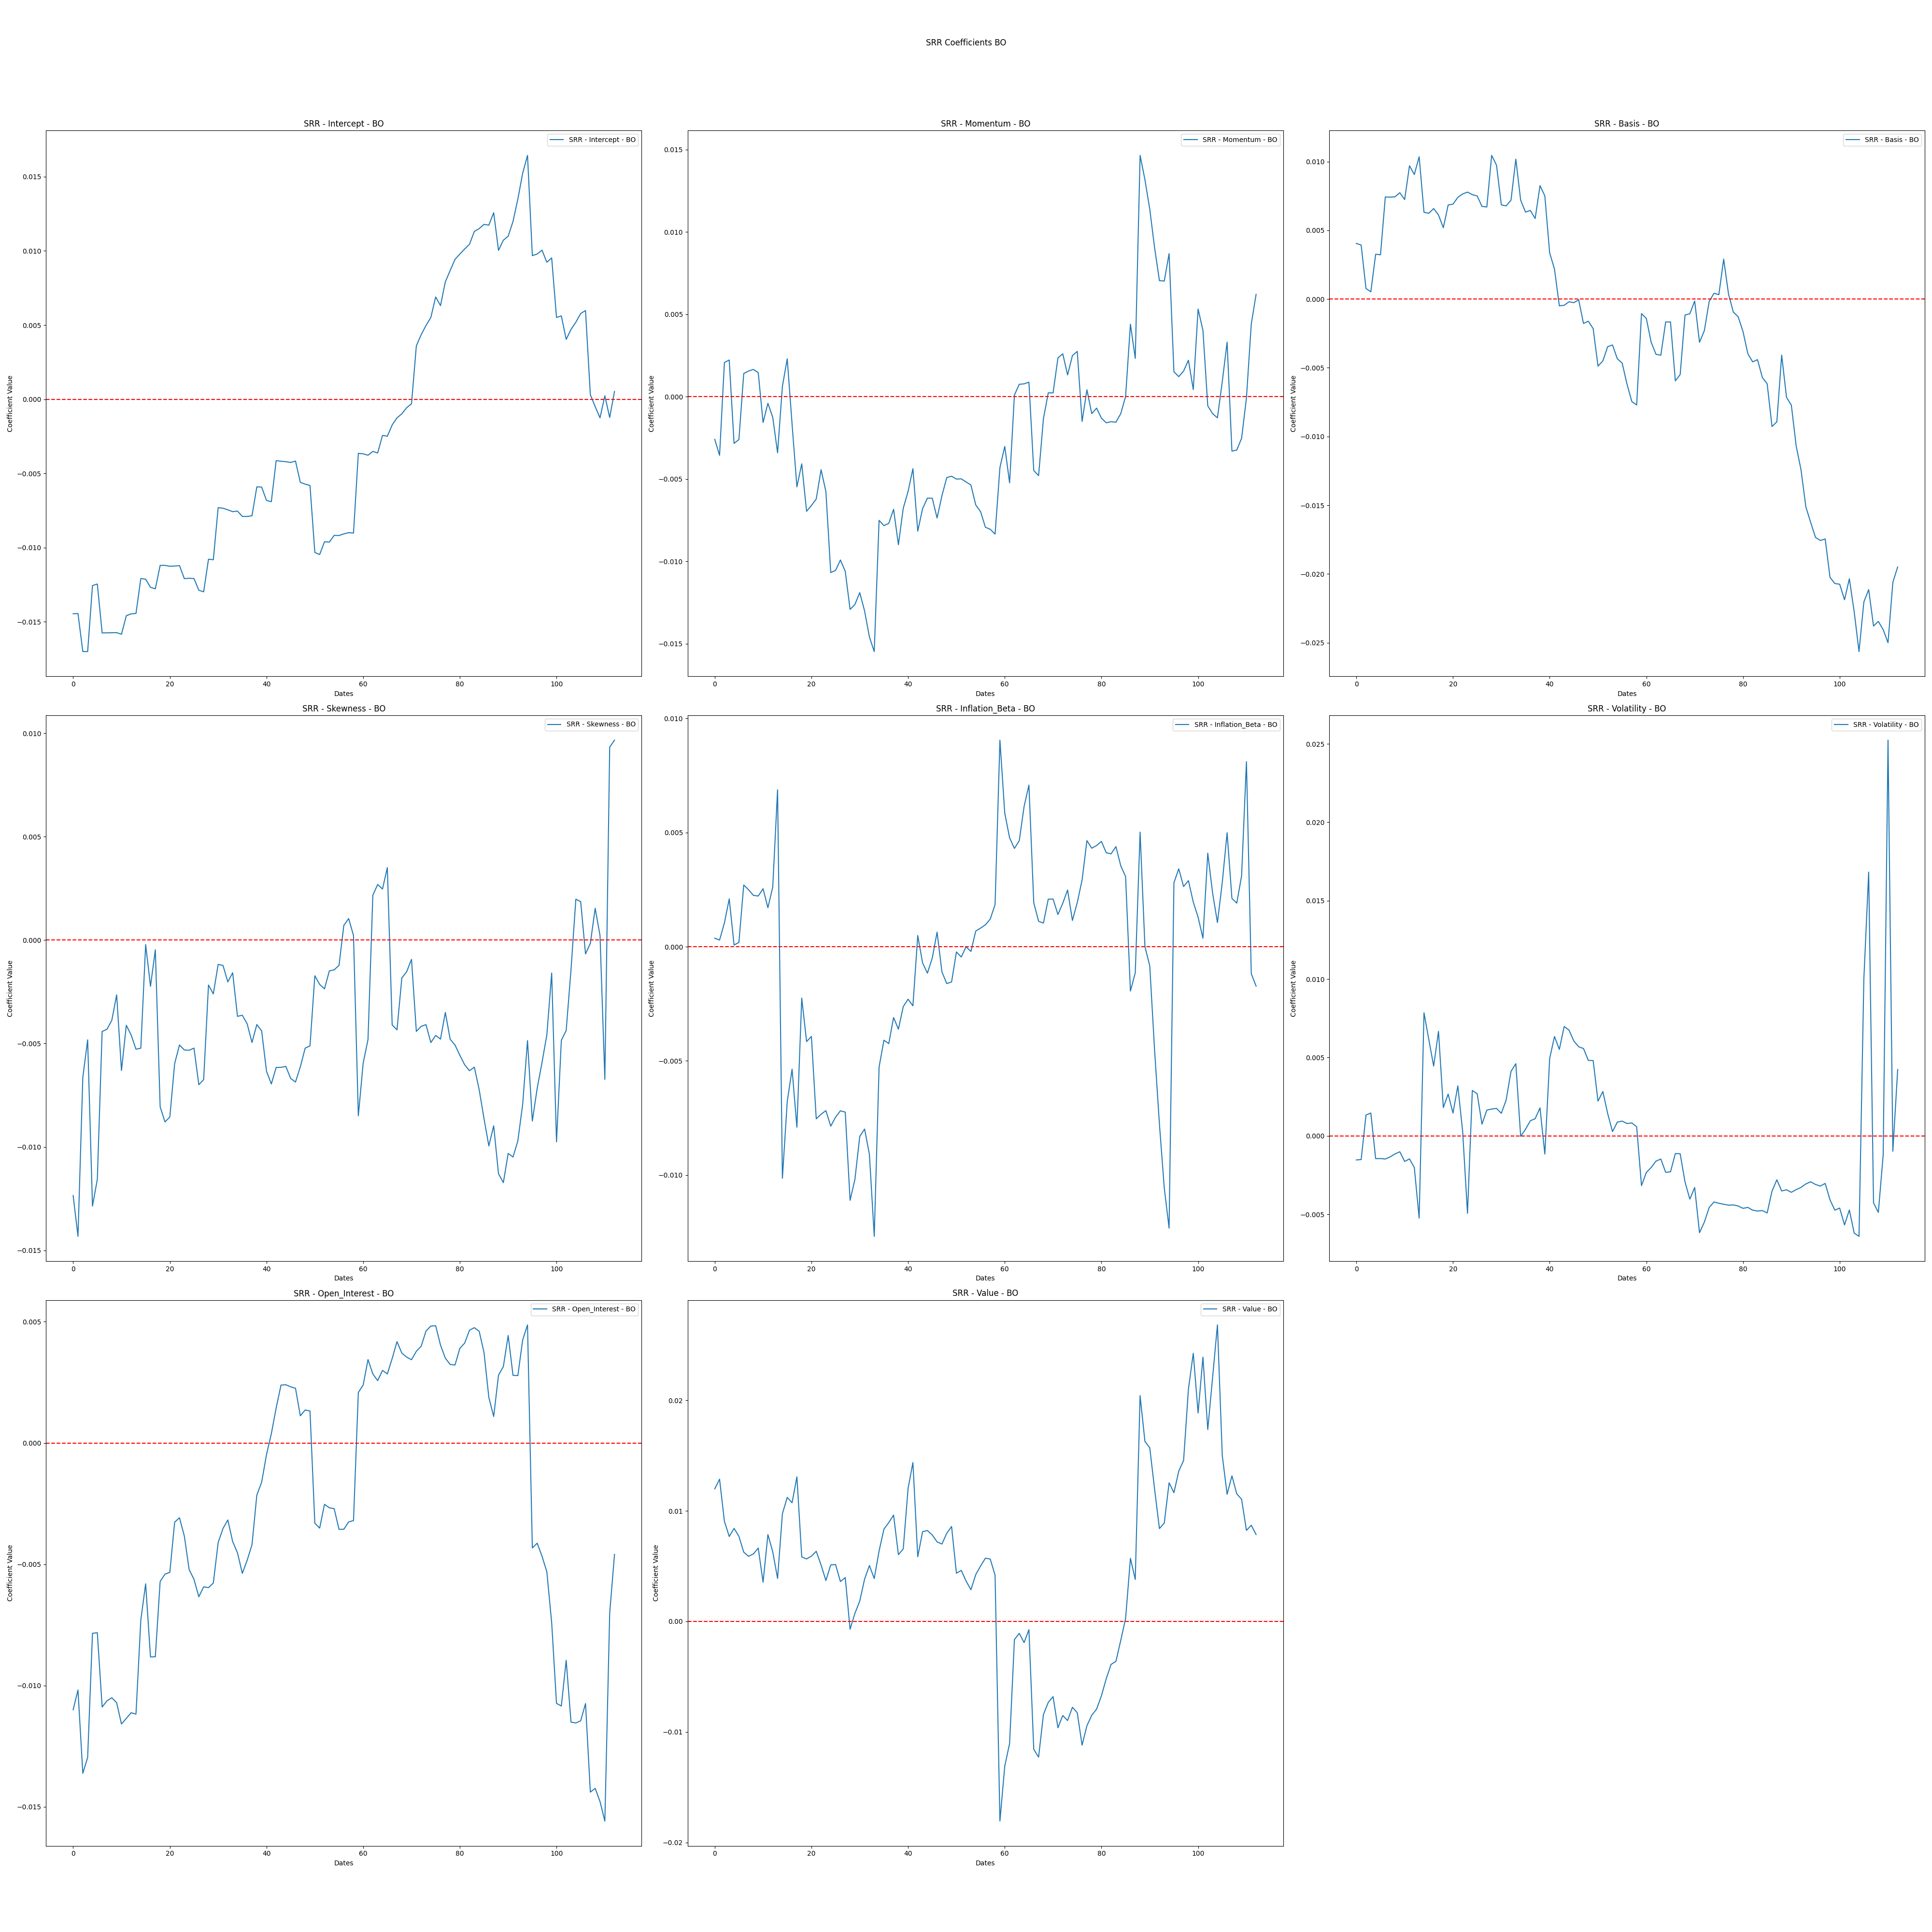 SRR Coefficients BO
SRR - Intercept - BO
SRR - Intercept - BO
Coefficient Value
0.015
0.010
0.005
0.000
−0.005
−0.010
−0.015
0
20
40
60
80
100
Dates
SRR - Momentum - BO
SRR - Momentum - BO
Coefficient Value
0.015
0.010
0.005
0.000
−0.005
−0.010
−0.015
0
20
40
60
80
100
Dates
SRR - Basis - BO
SRR - Basis - BO
Coefficient Value
0.010
0.005
0.000
−0.005
−0.010
−0.015
−0.020
−0.025
0
20
40
60
80
100
Dates
SRR - Skewness - BO
SRR - Skewness - BO
Coefficient Value
0.010
0.005
0.000
−0.005
−0.010
−0.015
0
20
40
60
80
100
Dates
SRR - Inflation_Beta - BO
SRR - Inflation_Beta - BO
Coefficient Value
0.010
0.005
0.000
−0.005
−0.010
0
20
40
60
80
100
Dates
SRR - Volatility - BO
SRR - Volatility - BO
Coefficient Value
0.025
0.020
0.015
0.010
0.005
0.000
−0.005
0
20
40
60
80
100
Dates
SRR - Open_Interest - BO
SRR - Open_Interest - BO
Coefficient Value
0.005
0.000
−0.005
−0.010
−0.015
0
20
40
60
80
100
Dates
SRR - Value - BO
SRR - Value - BO
Coefficient Value
0.02
0.01
0.00
−0.01
−0.02
0
20
40
60
80
100
Dates